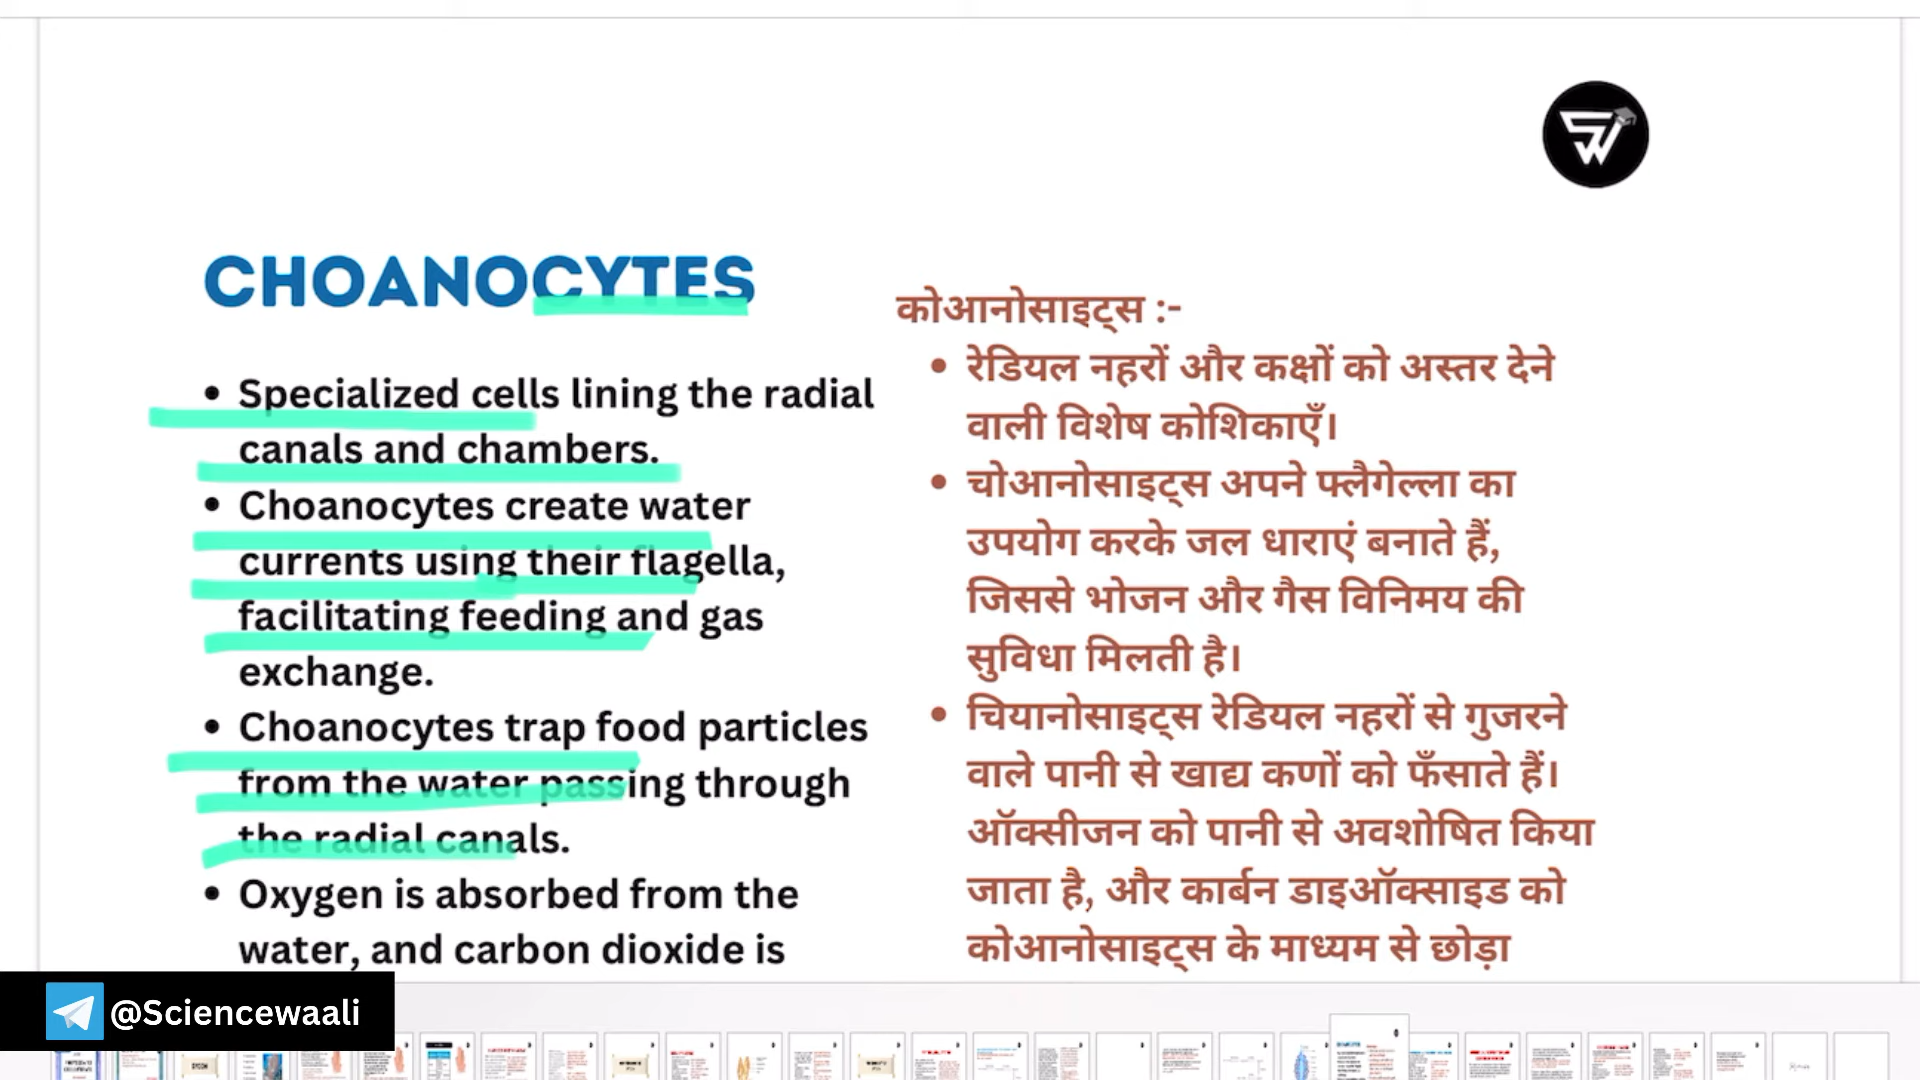 CHOANOCYTES
• Specialized cells lining the radial
canals and chambers.
• Choanocytes create water
currents using their flagella,
facilitating feeding and gas
exchange.
• Choanocytes trap food particles
from the water passing through
the radial canals.
• Oxygen is absorbed from the
water, and carbon dioxide is
कोआनोसाइट्स :-
• रेडियल नहरों और कक्षों को अस्तर देने
वाली विशेष कोशिकाएँ।
• चोआनोसाइट्स अपने फ्लैगेल्ला का
उपयोग करके जल धाराएं बनाते हैं,
जिससे भोजन और गैस विनिमय की
सुविधा मिलती है।
• चियानोसाइट्स रेडियल नहरों से गुजरने
वाले पानी से खाद्य कणों को फँसाते हैं।
ऑक्सीजन को पानी से अवशोषित किया
जाता है, और कार्बन डाइऑक्साइड को
कोआनोसाइट्स के माध्यम से छोड़ा
@Sciencewaali